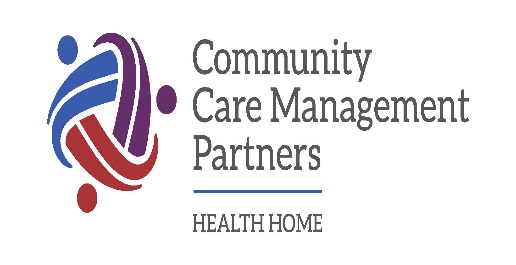 Community
Care Management
Partners
HEALTH HOME